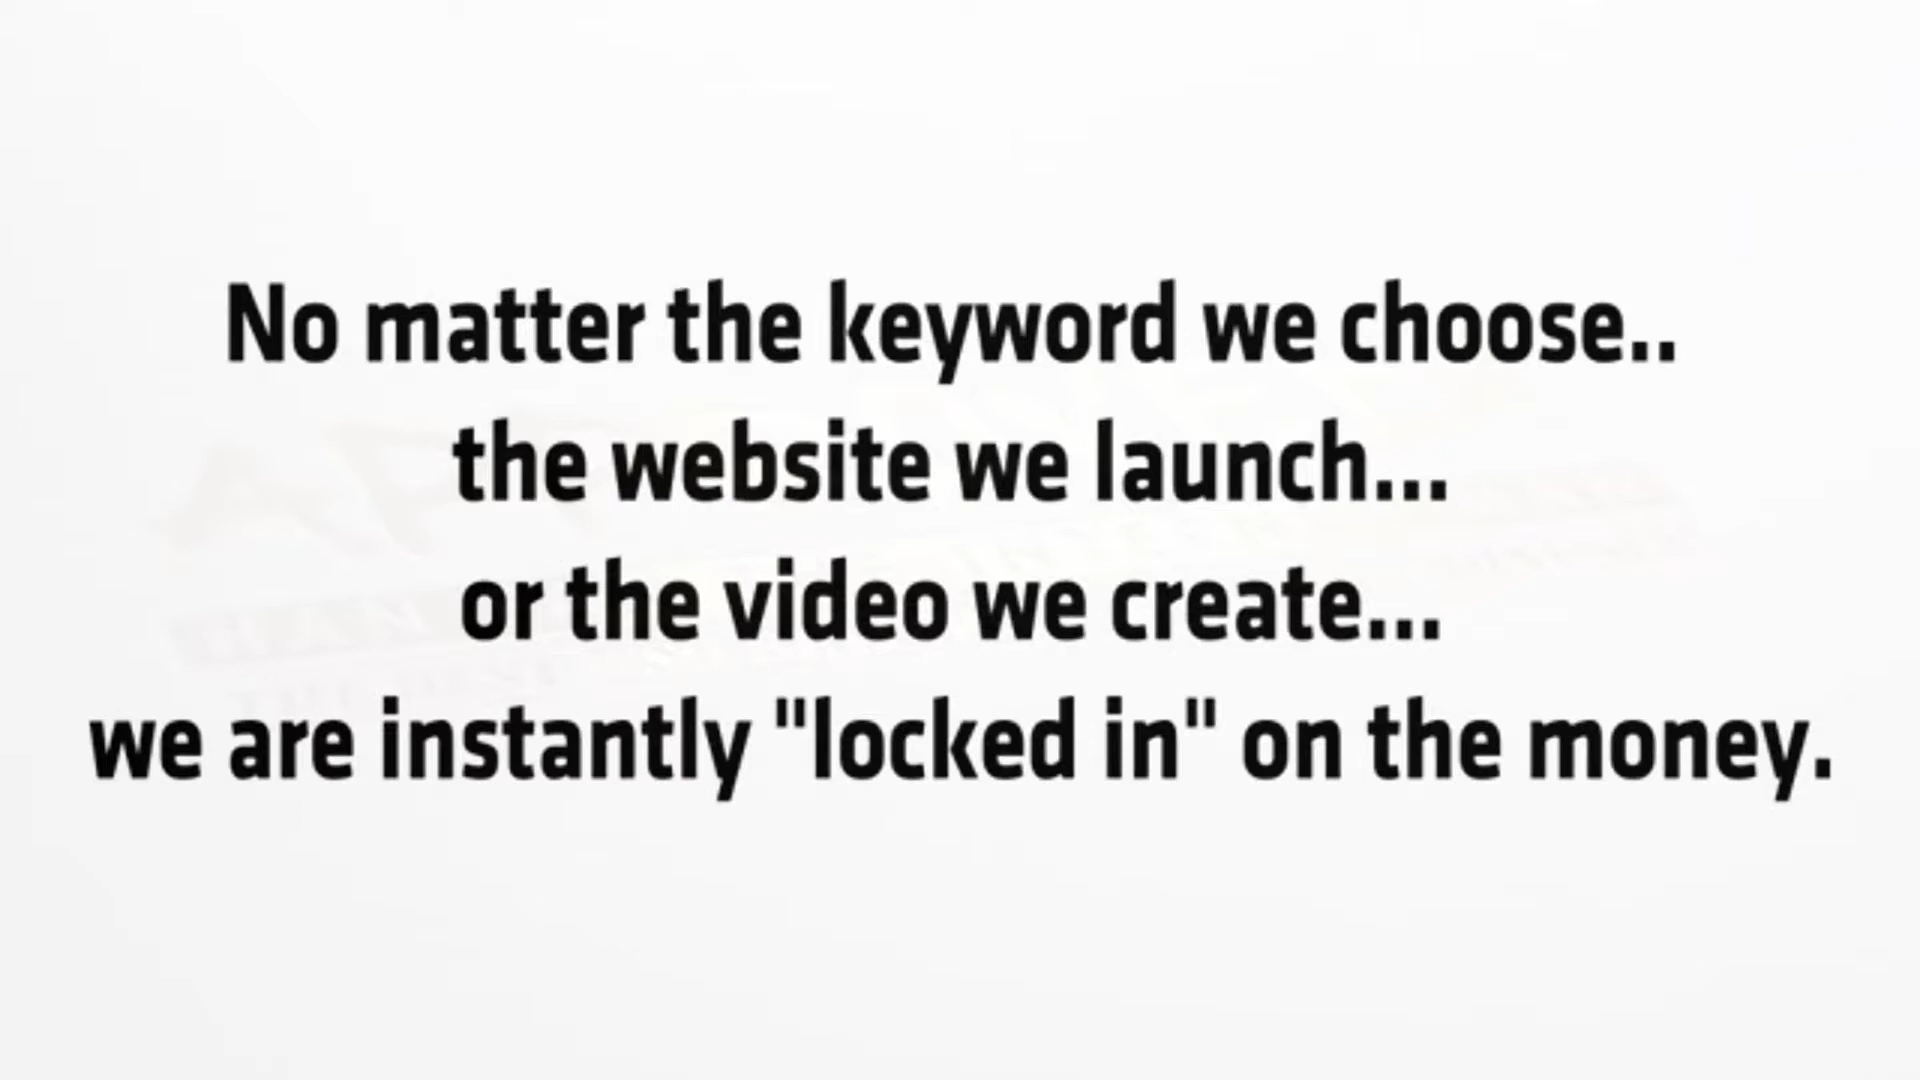 No matter the keyword we choose..
the website we launch...
or the video we create...
we are instantly "locked in" on the money.